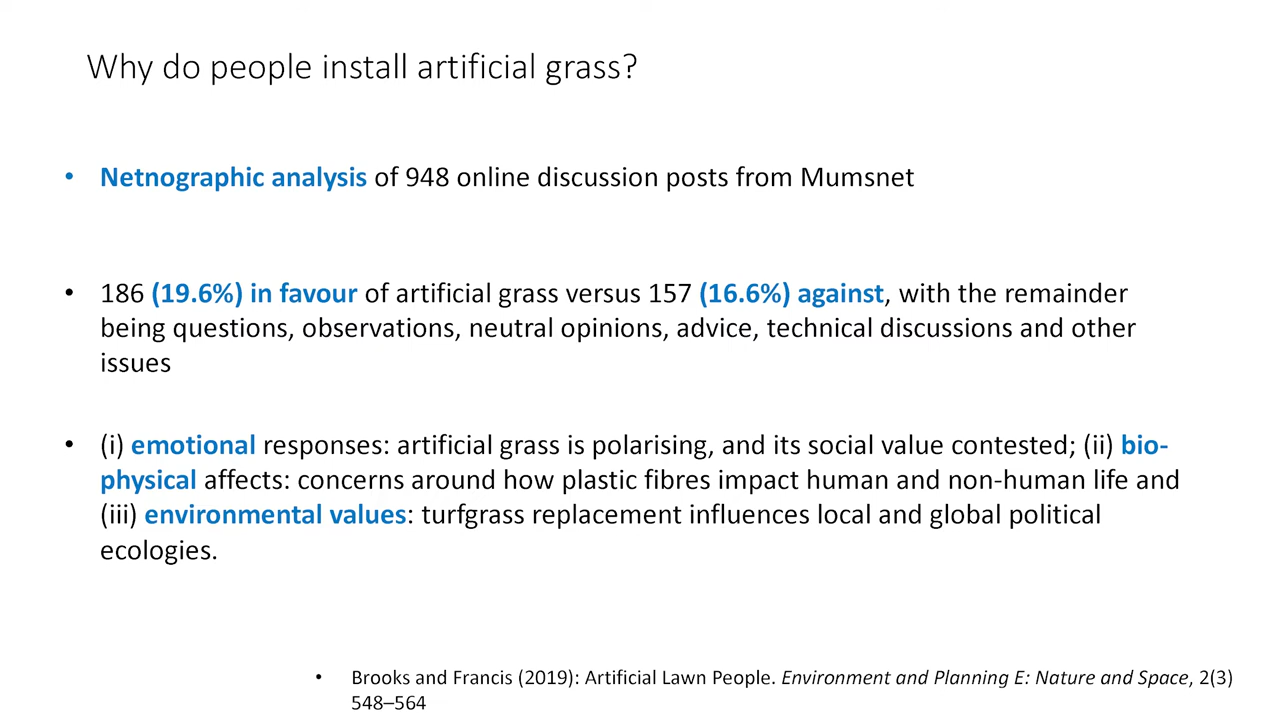 Why do people install artificial grass?
• Netnographic analysis of 948 online discussion posts from Mumsnet
• 186 (19.6%) in favour of artificial grass versus 157 (16.6%) against, with the remainder
being questions, observations, neutral opinions, advice, technical discussions and other
issues
• (i) emotional responses: artificial grass is polarising, and its social value contested; (ii) bio-
physical affects: concerns around how plastic fibres impact human and non-human life and
(iii) environmental values: turfgrass replacement influences local and global political
ecologies.
• Brooks and Francis (2019): Artificial Lawn People. Environment and Planning E: Nature and Space, 2(3)
548–564